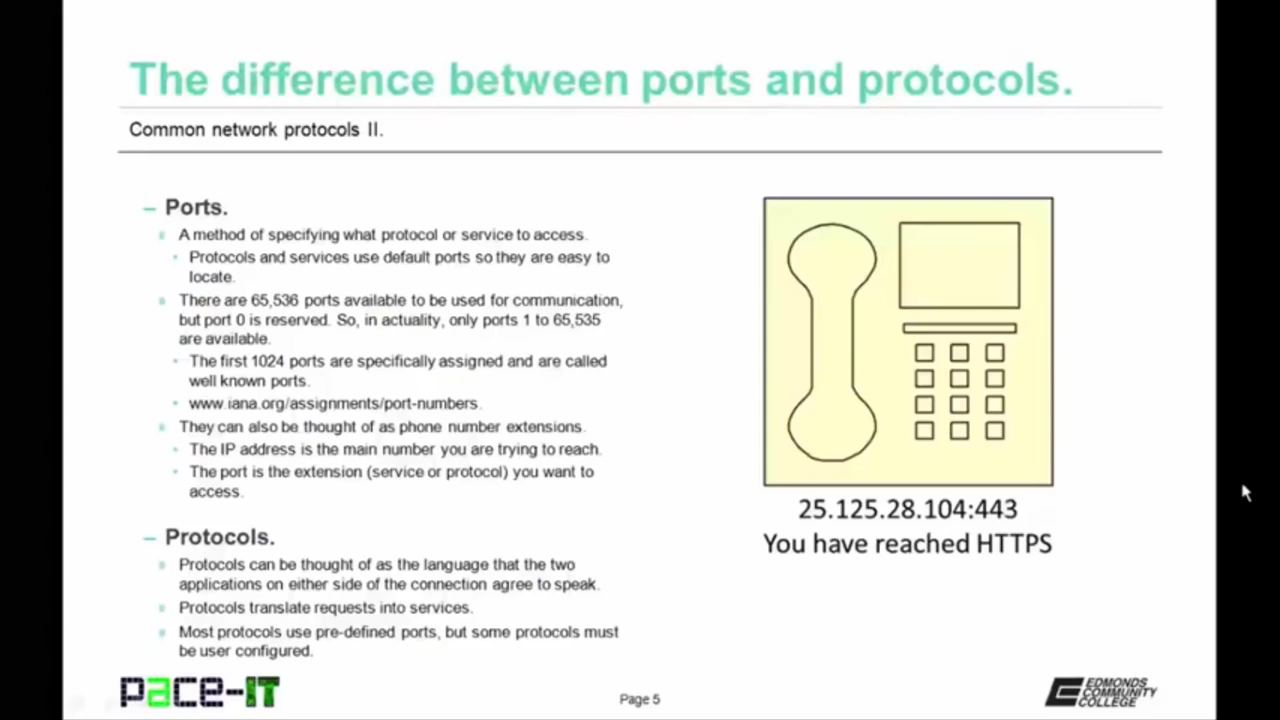 The difference between ports and protocols.
Common network protocols II.
– Ports.
A method of specifying what protocol or service to access.
Protocols and services use default ports so they are easy to
locate.
There are 65,536 ports available to be used for communication,
but port 0 is reserved. So, in actuality, only ports 1 to 65,535
are available.
The first 1024 ports are specifically assigned and are called
well known ports.
www.iana.org/assignments/port-numbers.
They can also be thought of as phone number extensions.
The IP address is the main number you are trying to reach.
The port is the extension (service or protocol) you want to
access.
– Protocols.
Protocols can be thought of as the language that the two
applications on either side of the connection agree to speak.
Protocols translate requests into services.
Most protocols use pre-defined ports, but some protocols must
be user configured.
25.125.28.104:443
You have reached HTTPS
pace-IT
Page 5
EDMONDS
COMMUNITY
COLLEGE